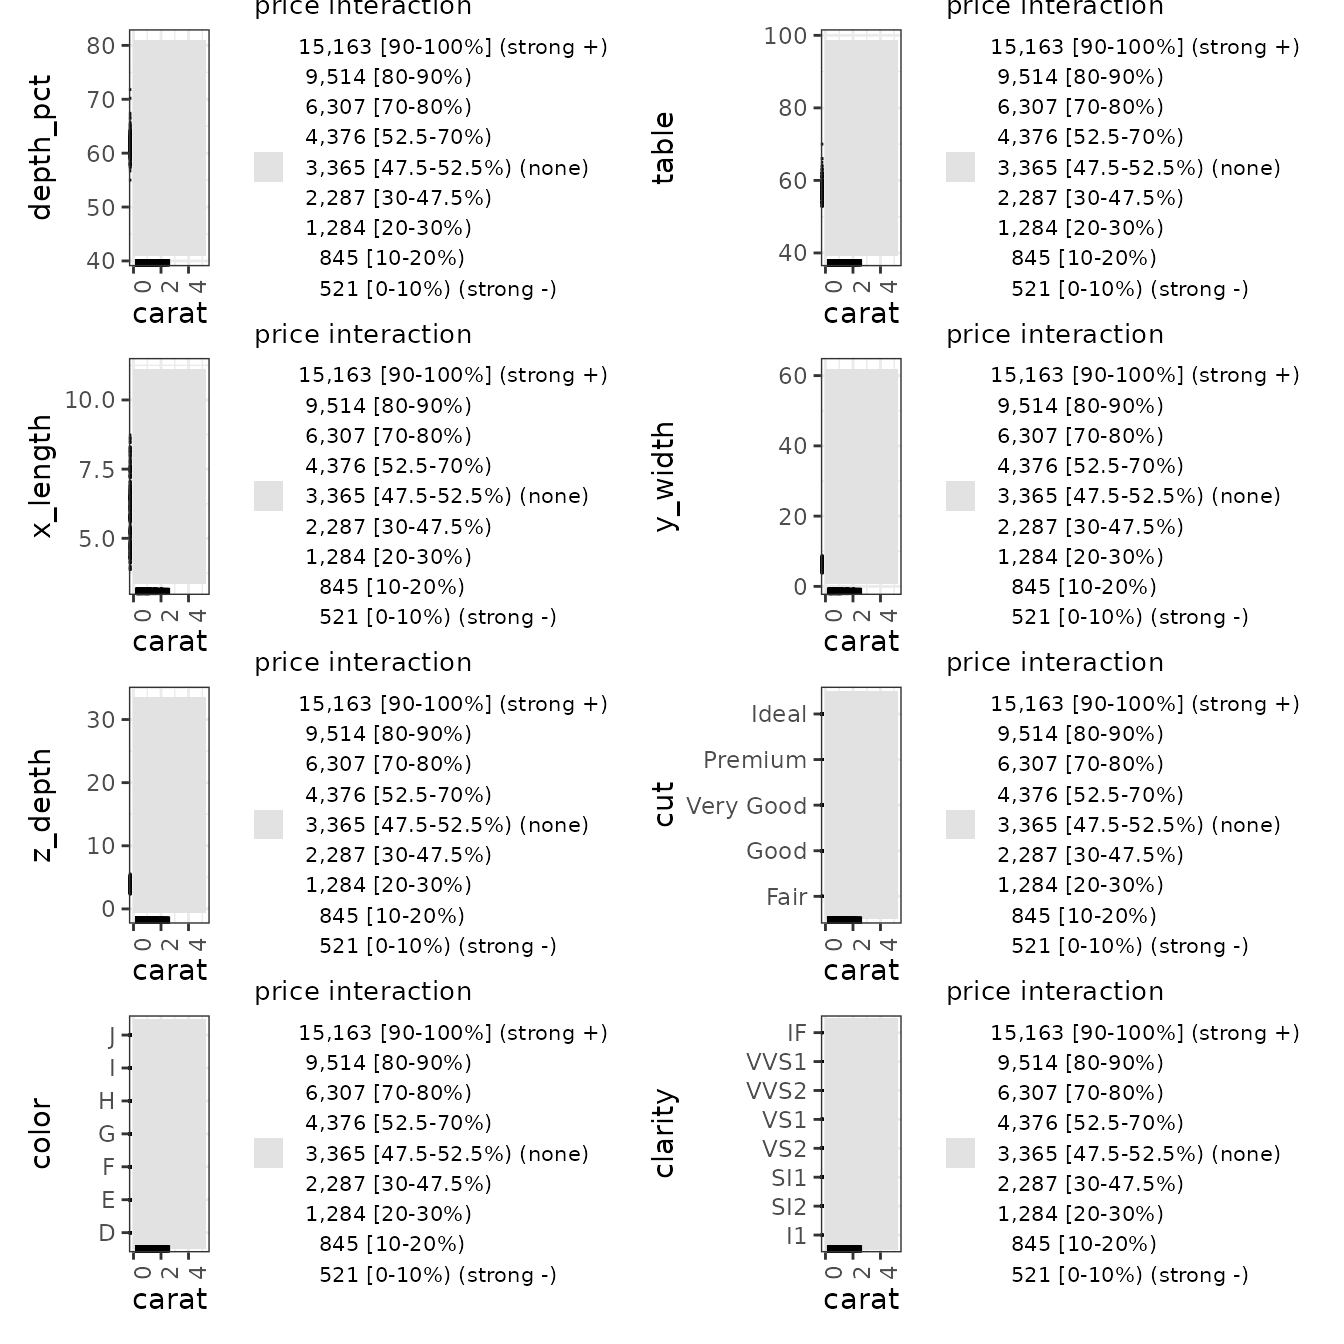 price interaction
80
70
60
50
40
depth_pct
0 2 4
carat
15,163 [90-100%] (strong +)
9,514 [80-90%)
6,307 [70-80%)
4,376 [52.5-70%)
3,365 [47.5-52.5%) (none)
2,287 [30-47.5%)
1,284 [20-30%)
845 [10-20%)
521 [0-10%) (strong -)
price interaction
100
80
60
40
table
0 2 4
carat
15,163 [90-100%] (strong +)
9,514 [80-90%)
6,307 [70-80%)
4,376 [52.5-70%)
3,365 [47.5-52.5%) (none)
2,287 [30-47.5%)
1,284 [20-30%)
845 [10-20%)
521 [0-10%) (strong -)
price interaction
10.0
7.5
5.0
x_length
0 2 4
carat
15,163 [90-100%] (strong +)
9,514 [80-90%)
6,307 [70-80%)
4,376 [52.5-70%)
3,365 [47.5-52.5%) (none)
2,287 [30-47.5%)
1,284 [20-30%)
845 [10-20%)
521 [0-10%) (strong -)
price interaction
60
40
20
0
y_width
0 2 4
carat
15,163 [90-100%] (strong +)
9,514 [80-90%)
6,307 [70-80%)
4,376 [52.5-70%)
3,365 [47.5-52.5%) (none)
2,287 [30-47.5%)
1,284 [20-30%)
845 [10-20%)
521 [0-10%) (strong -)
price interaction
30
20
10
0
z_depth
0 2 4
carat
15,163 [90-100%] (strong +)
9,514 [80-90%)
6,307 [70-80%)
4,376 [52.5-70%)
3,365 [47.5-52.5%) (none)
2,287 [30-47.5%)
1,284 [20-30%)
845 [10-20%)
521 [0-10%) (strong -)
price interaction
Ideal
Premium
Very Good
Good
Fair
cut
0 2 4
carat
15,163 [90-100%] (strong +)
9,514 [80-90%)
6,307 [70-80%)
4,376 [52.5-70%)
3,365 [47.5-52.5%) (none)
2,287 [30-47.5%)
1,284 [20-30%)
845 [10-20%)
521 [0-10%) (strong -)
price interaction
J
I
H
G
F
E
D
color
0 2 4
carat
15,163 [90-100%] (strong +)
9,514 [80-90%)
6,307 [70-80%)
4,376 [52.5-70%)
3,365 [47.5-52.5%) (none)
2,287 [30-47.5%)
1,284 [20-30%)
845 [10-20%)
521 [0-10%) (strong -)
price interaction
IF
VVS1
VVS2
VS1
VS2
SI1
SI2
I1
clarity
0 2 4
carat
15,163 [90-100%] (strong +)
9,514 [80-90%)
6,307 [70-80%)
4,376 [52.5-70%)
3,365 [47.5-52.5%) (none)
2,287 [30-47.5%)
1,284 [20-30%)
845 [10-20%)
521 [0-10%) (strong -)